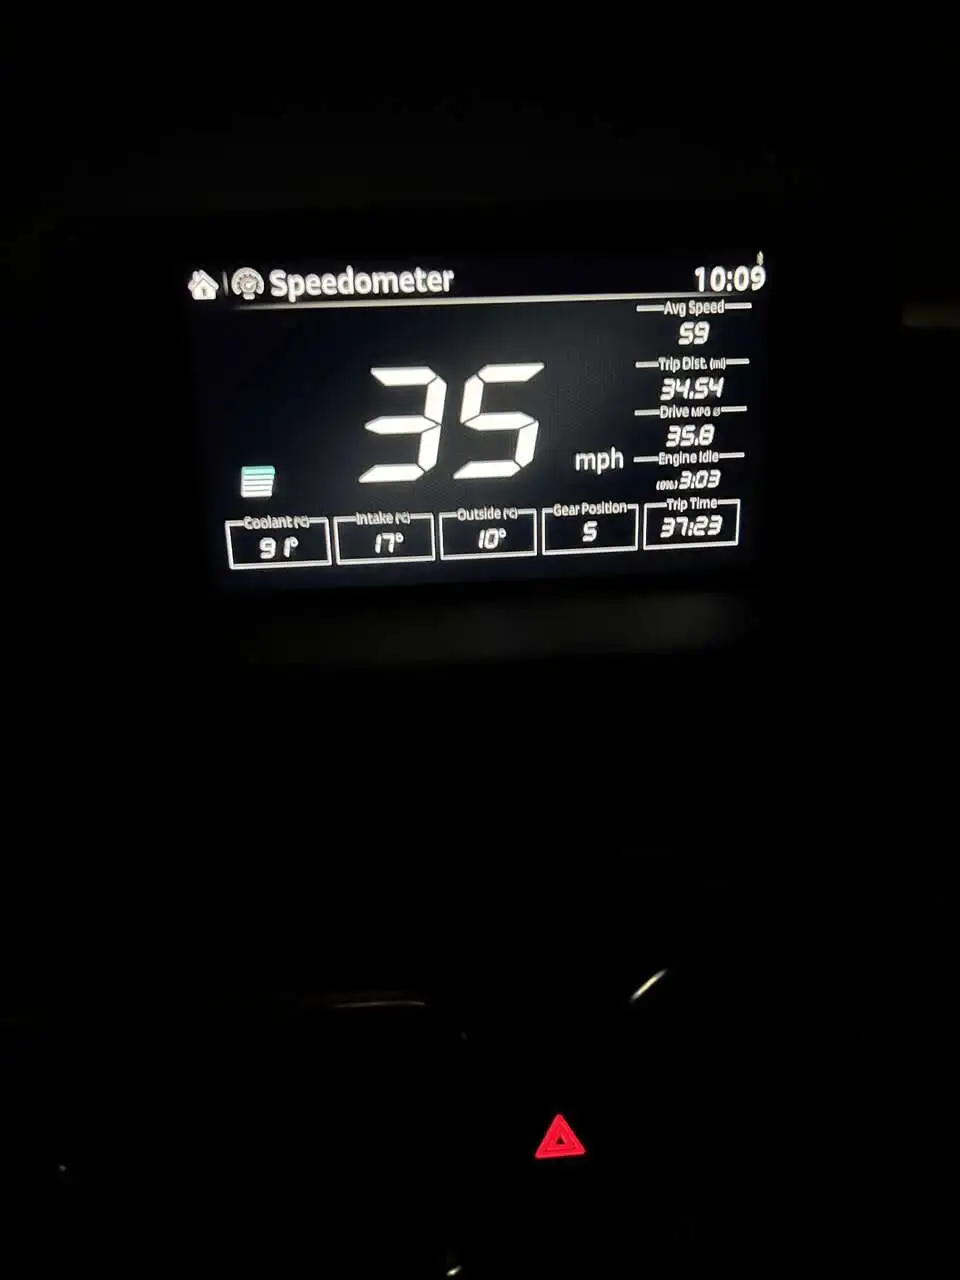 Speedometer 10:09
Avg Speed
59
Trip Dist. (mi)
34.54
Drive MPG ø
35.8
Engine Idle
3:03
35 mph
Coolant (°C)
91°
Intake (°C)
17°
Outside (°C)
10°
Gear Position
5
Trip Time
37:23